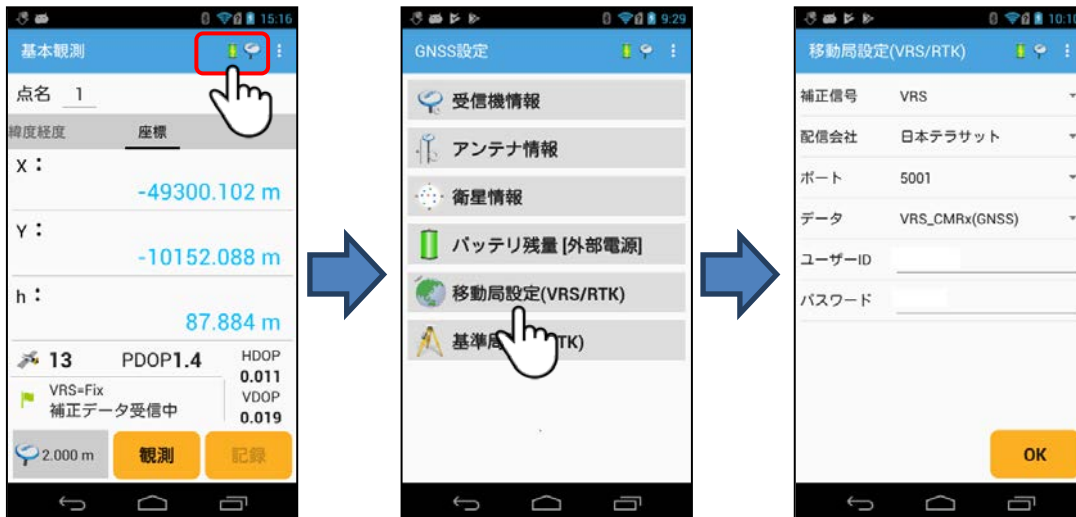 15:16
基本観測
点名 1
緯度経度 座標
X：
-49300.102 m
Y：
-10152.088 m
h：
87.884 m
13 PDOP1.4
HDOP
0.011
VDOP
0.019
VRS=Fix
補正データ受信中
2.000 m 観測 記録
9:29
GNSS設定
受信機情報
アンテナ情報
衛星情報
バッテリ残量 [外部電源]
移動局設定(VRS/RTK)
基準局 TK)
10:10
移動局設定(VRS/RTK)
補正信号 VRS
配信会社 日本テラサット
ポート 5001
データ VRS_CMRx(GNSS)
ユーザーID
パスワード
OK